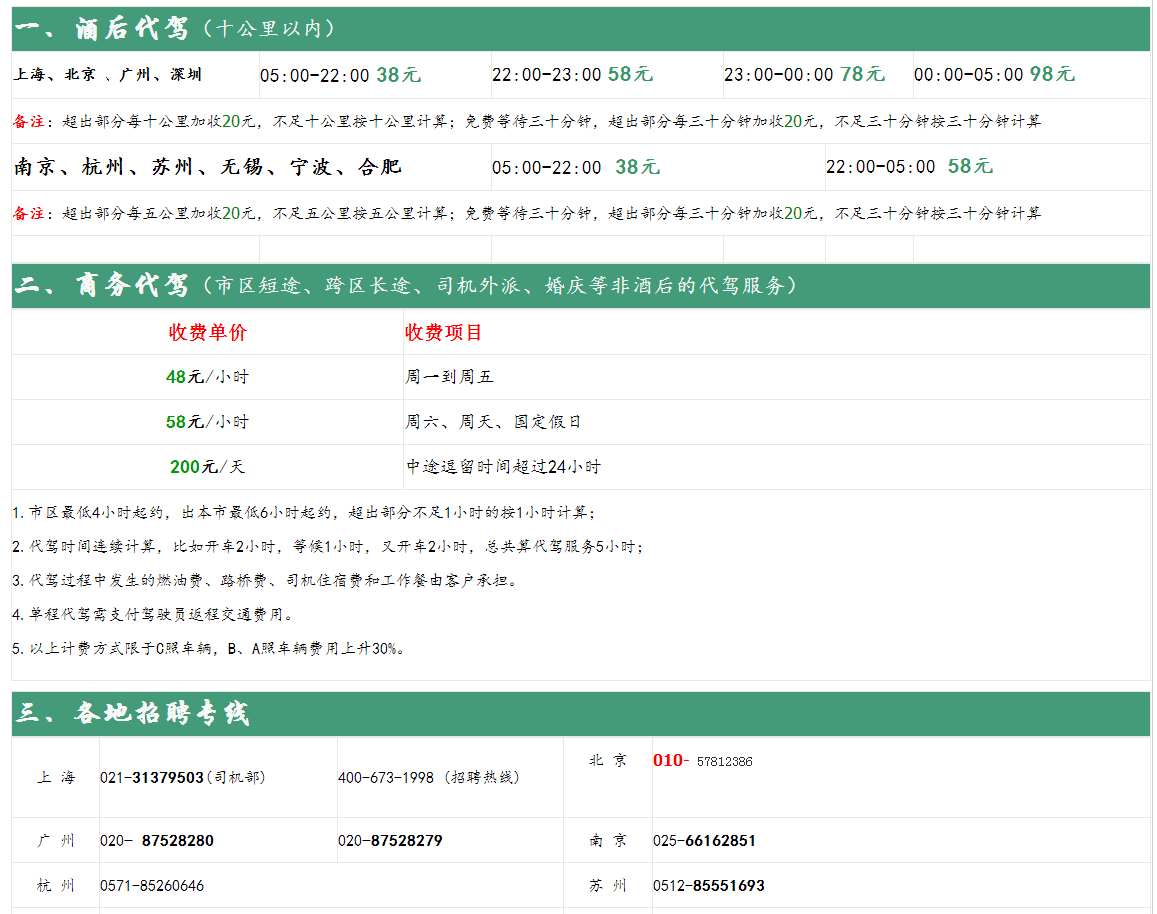 一、酒后代驾（十公里以内）
上海、北京、广州、深圳 05:00-22:00 38元 22:00-23:00 58元 23:00-00:00 78元 00:00-05:00 98元
备注：超出部分每十公里加收20元，不足十公里按十公里计算；免费等待三十分钟，超出部分每三十分钟加收20元，不足三十分钟按三十分钟计算
南京、杭州、苏州、无锡、宁波、合肥 05:00-22:00 38元 22:00-05:00 58元
备注：超出部分每五公里加收20元，不足五公里按五公里计算；免费等待三十分钟，超出部分每三十分钟加收20元，不足三十分钟按三十分钟计算
二、商务代驾（市区短途、跨区长途、司机外派、婚庆等非酒后的代驾服务）
收费单价 收费项目
48元/小时 周一到周五
58元/小时 周六、周天、国定假日
200元/天 中途逗留时间超过24小时
1.市区最低4小时起约，出本市最低6小时起约，超出部分不足1小时的按1小时计算；
2.代驾时间连续计算，比如开车2小时，等候1小时，又开车2小时，总共算代驾服务5小时；
3.代驾过程中发生的燃油费、路桥费、司机住宿费和工作餐由客户承担。
4.单程代驾需支付驾驶员返程交通费用。
5.以上计费方式限于C照车辆，B、A照车辆费用上升30%。
三、各地招聘专线
上 海 021-31379503(司机部) 400-673-1998 (招聘热线) 北 京 010- 57812386
广 州 020- 87528280 020-87528279 南 京 025-66162851
杭 州 0571-85260646 苏 州 0512-85551693